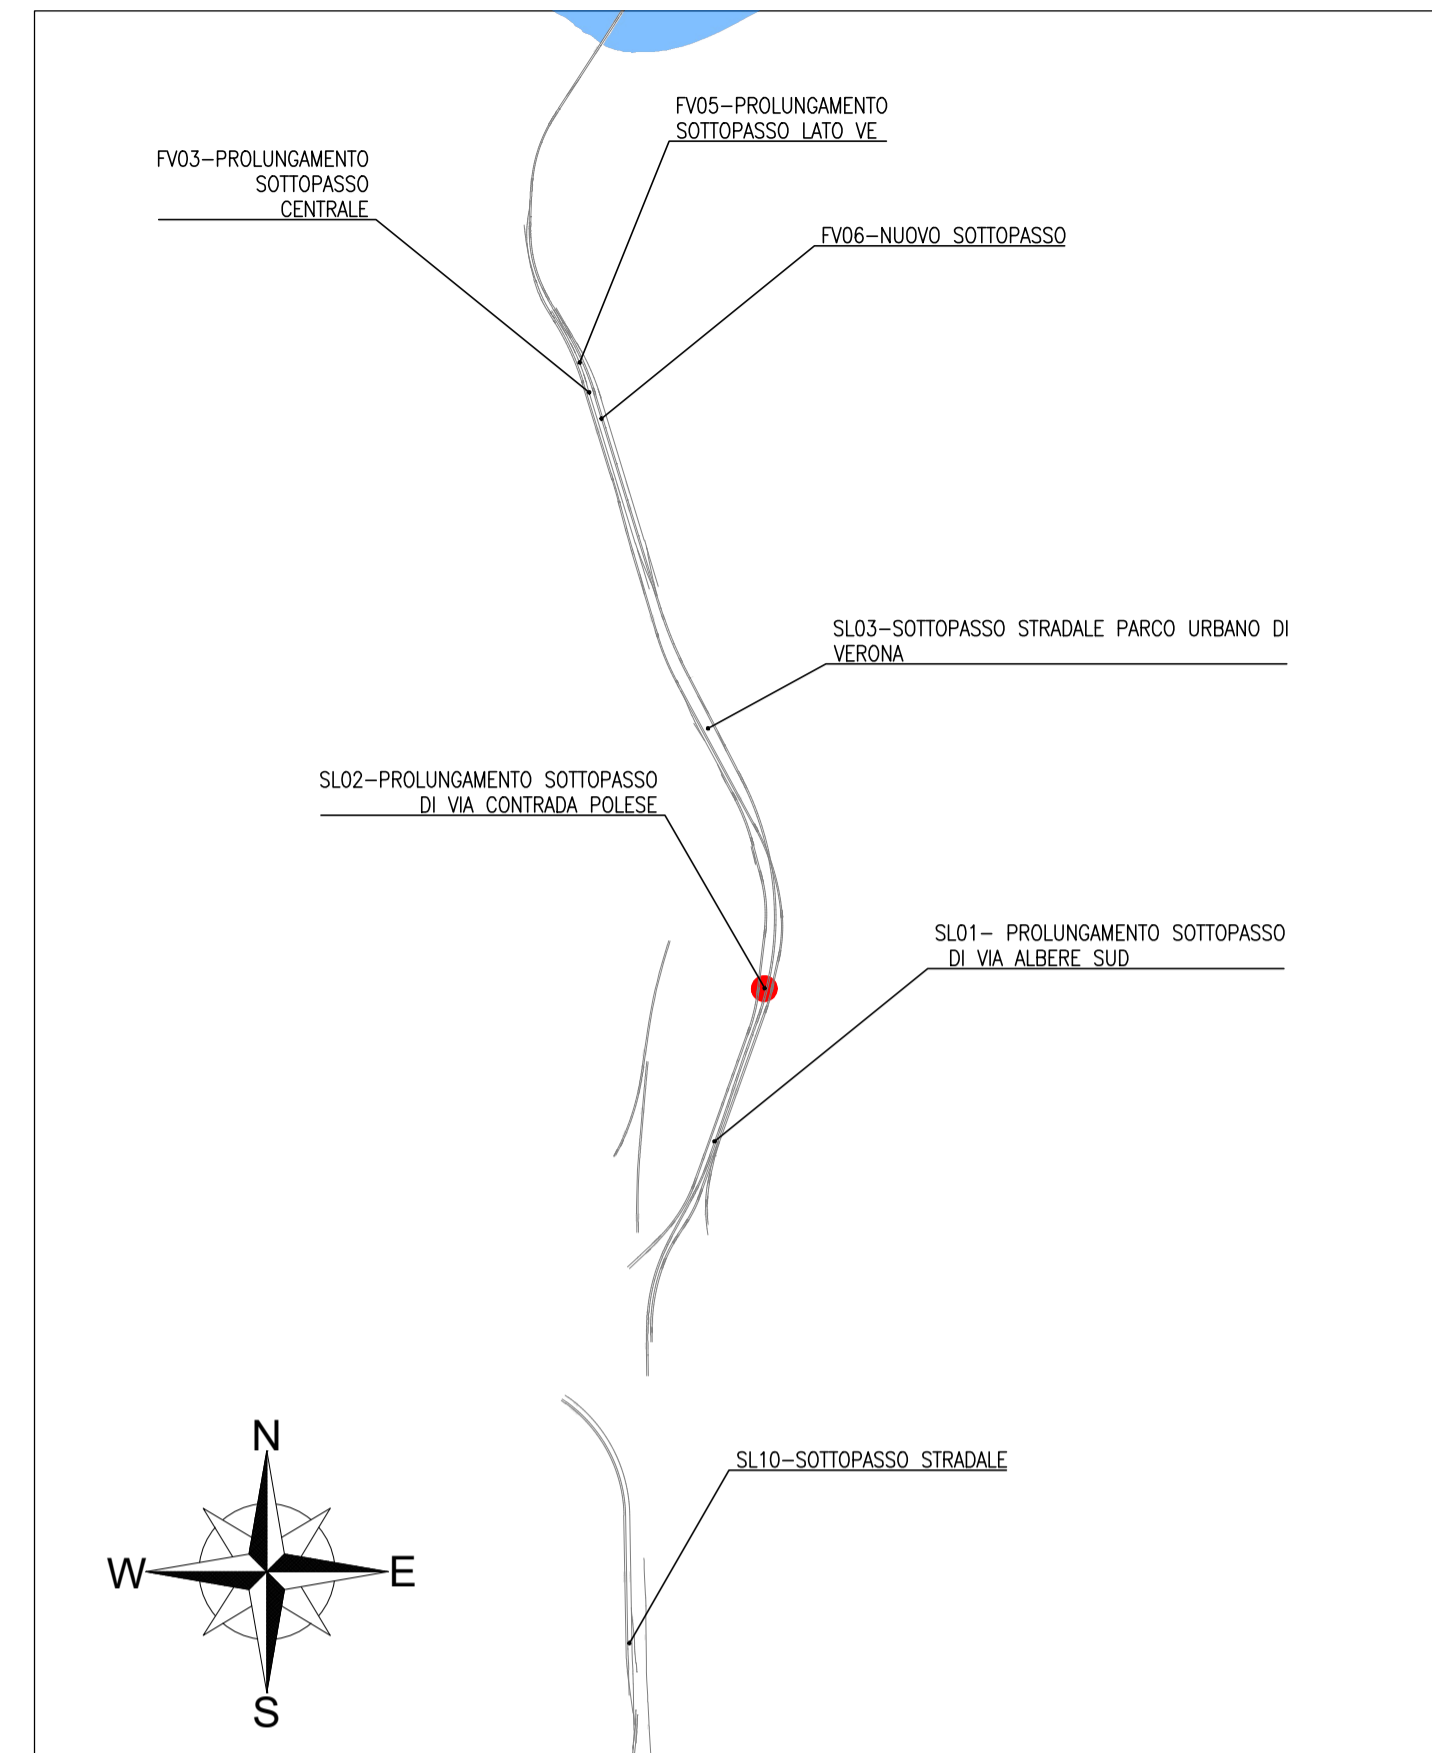 FV05-PROLUNGAMENTO
SOTTOPASSO LATO VE
FV03-PROLUNGAMENTO
SOTTOPASSO
CENTRALE
FV06-NUOVO SOTTOPASSO
SL03-SOTTOPASSO STRADALE PARCO URBANO DI
VERONA
SL02-PROLUNGAMENTO SOTTOPASSO
DI VIA CONTRADA POLESE
SL01- PROLUNGAMENTO SOTTOPASSO
DI VIA ALBERE SUD
SL10-SOTTOPASSO STRADALE
N
W
E
S